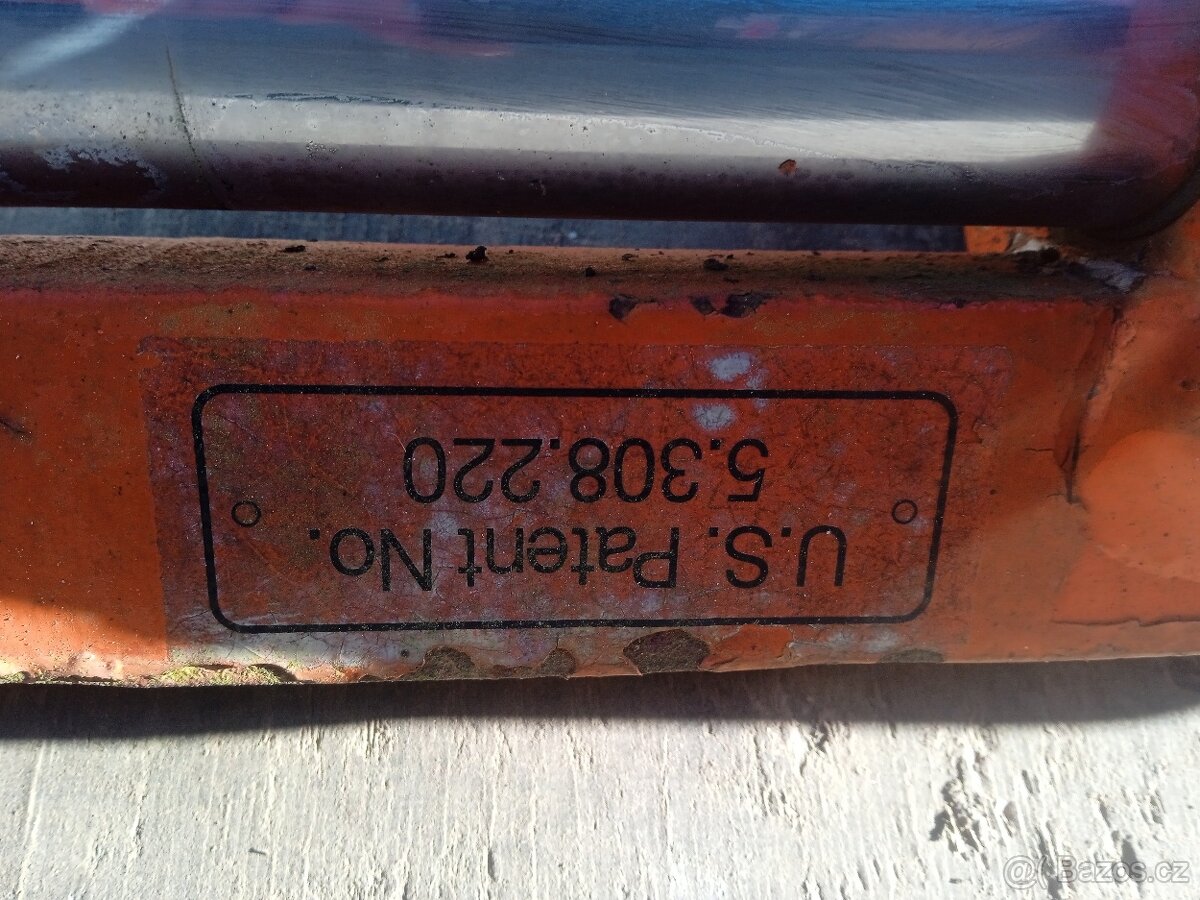 U.S. Patent No.
5.308.220
@( Bazos.cz